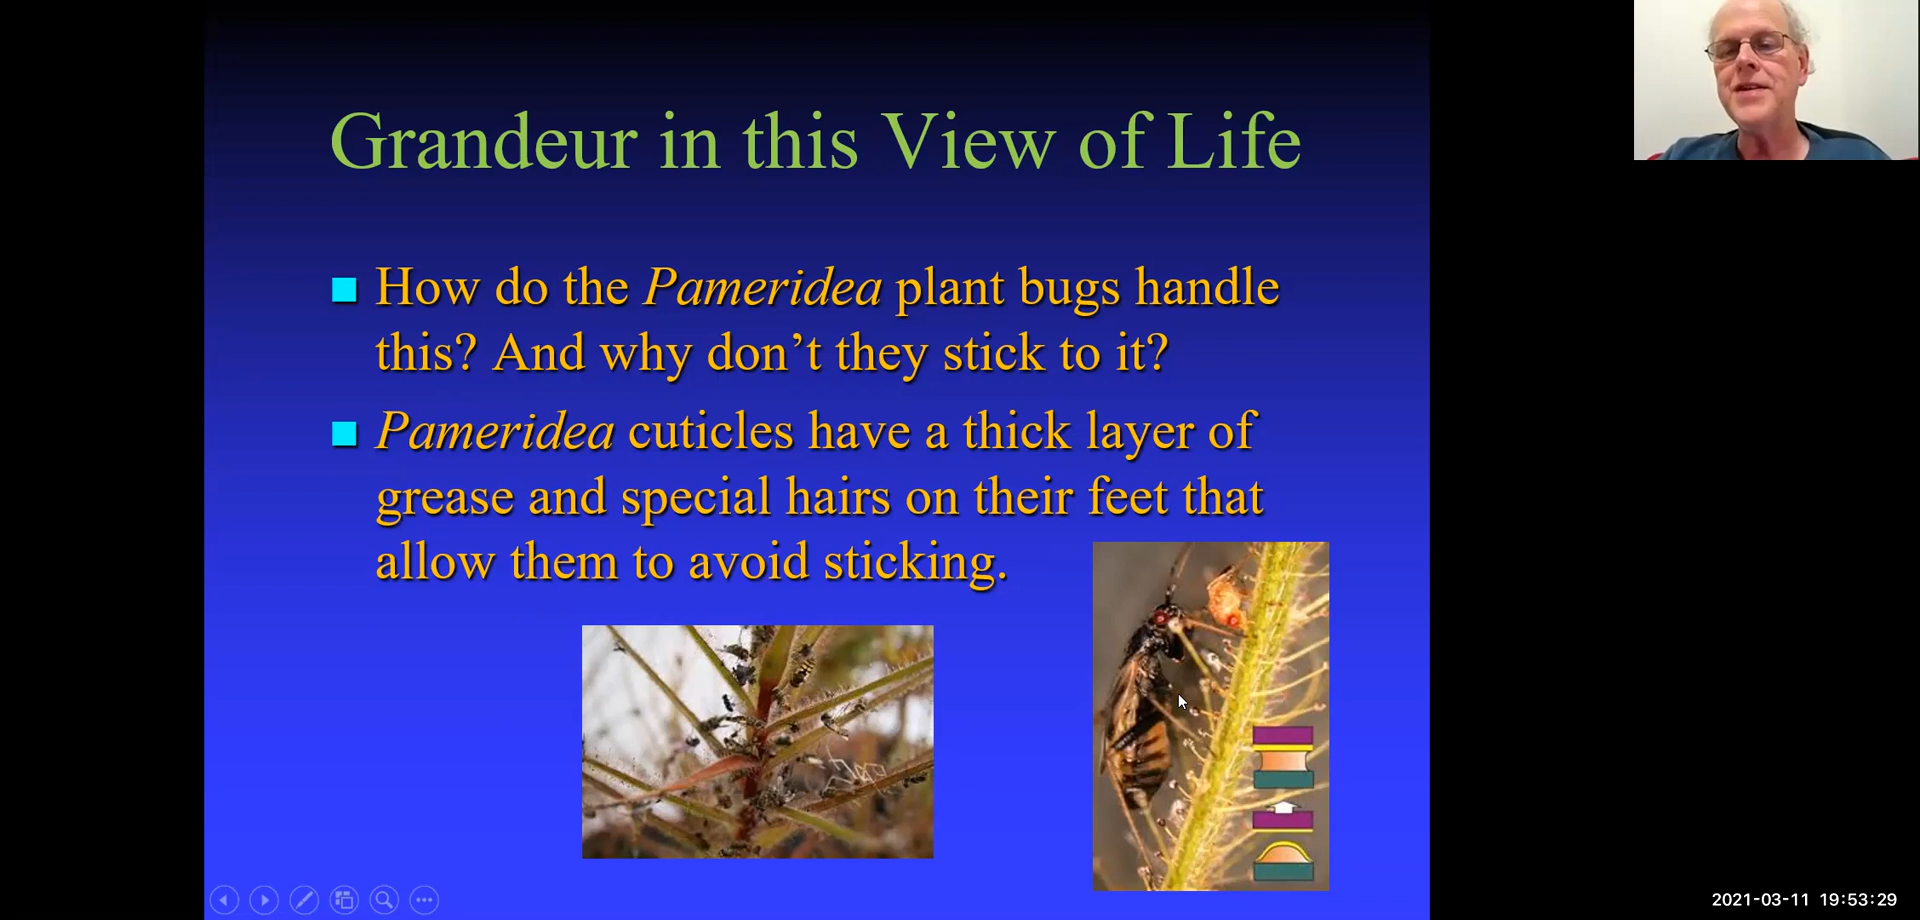 Grandeur in this View of Life
How do the Pameridea plant bugs handle
this? And why don’t they stick to it?
Pameridea cuticles have a thick layer of
grease and special hairs on their feet that
allow them to avoid sticking.
2021-03-11 19:53:29